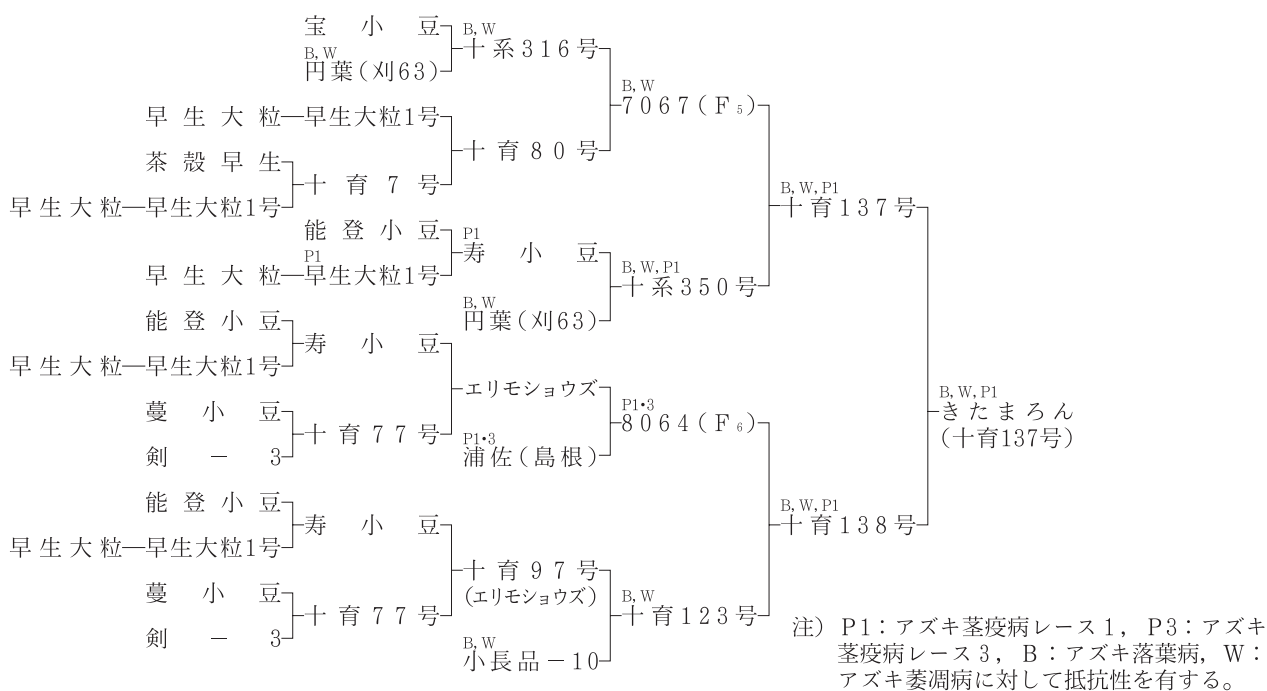 宝小豆
B, W
円葉(刈63)
B, W
十系316号
早生大粒
早生大粒1号
茶殻早生
早生大粒
早生大粒1号
十育7号
十育80号
B, W
7067(F₅)
能登小豆
早生大粒
P1
早生大粒1号
P1
寿小豆
B, W
円葉(刈63)
B, W, P1
十系350号
B, W, P1
十育137号
能登小豆
早生大粒
早生大粒1号
寿小豆
蔓小豆
剣-3
十育77号
エリモショウズ
P1・3
浦佐(島根)
P1・3
8064(F₆)
能登小豆
早生大粒
早生大粒1号
寿小豆
蔓小豆
剣-3
十育77号
十育97号
(エリモショウズ)
B, W
小長品-10
B, W
十育123号
B, W, P1
十育138号
B, W, P1
きたまろん
(十育137号)
注) P1:アズキ茎疫病レース1, P3:アズキ
茎疫病レース3, B:アズキ落葉病, W:
アズキ萎凋病に対して抵抗性を有する。